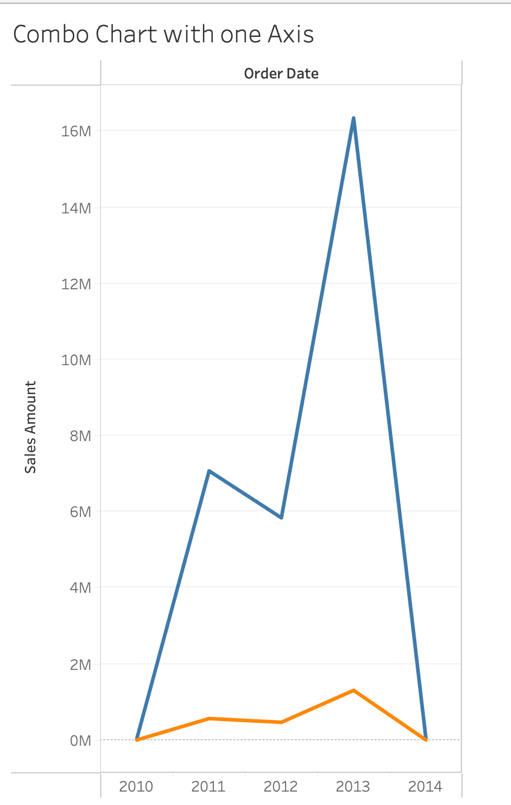 Combo Chart with one Axis
Order Date
Sales Amount
16M
14M
12M
10M
8M
6M
4M
2M
0M
2010 2011 2012 2013 2014